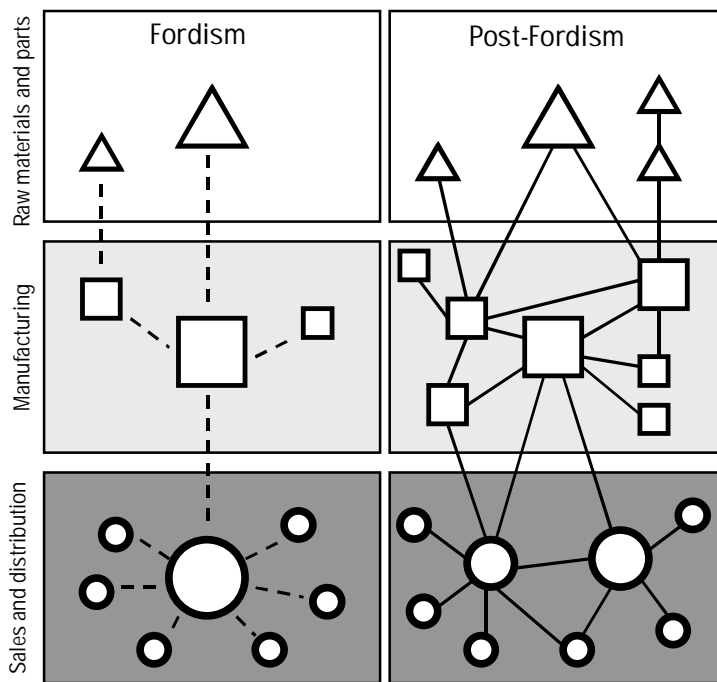 Fordism
Post-Fordism
Raw materials and parts
Manufacturing
Sales and distribution